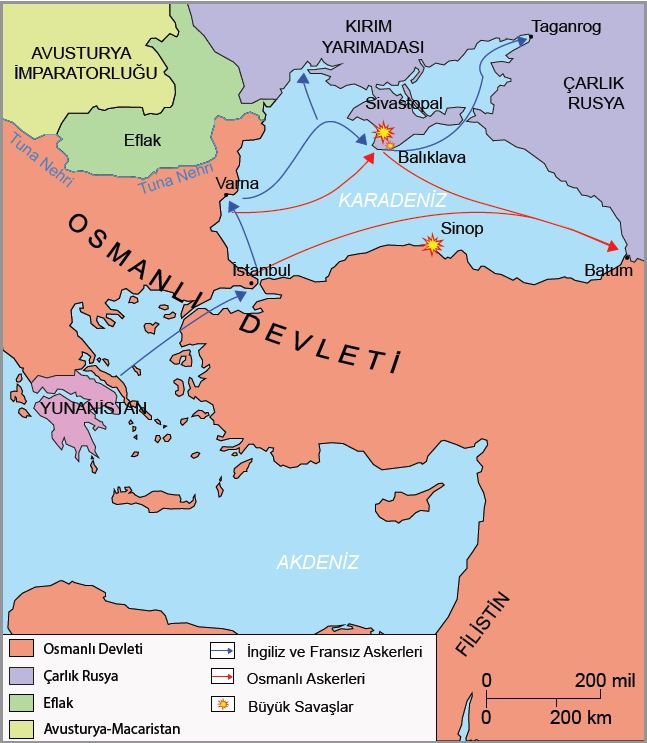 KIRIM
YARIMADASI
Taganrog
AVUSTURYA
İMPARATORLUĞU
ÇARLIK
RUSYA
Sivastopal
Eflak
Balıklava
Tuna Nehri
Tuna Nehri
Varna
KARADENİZ
Sinop
OSMANLI DEVLETİ
İstanbul
Batum
YUNANİSTAN
AKDENİZ
FİLİSTİN
Osmanlı Devleti
Çarlık Rusya
Eflak
Avusturya-Macaristan
İngiliz ve Fransız Askerleri
Osmanlı Askerleri
Büyük Savaşlar
0 200 mil
0 200 km